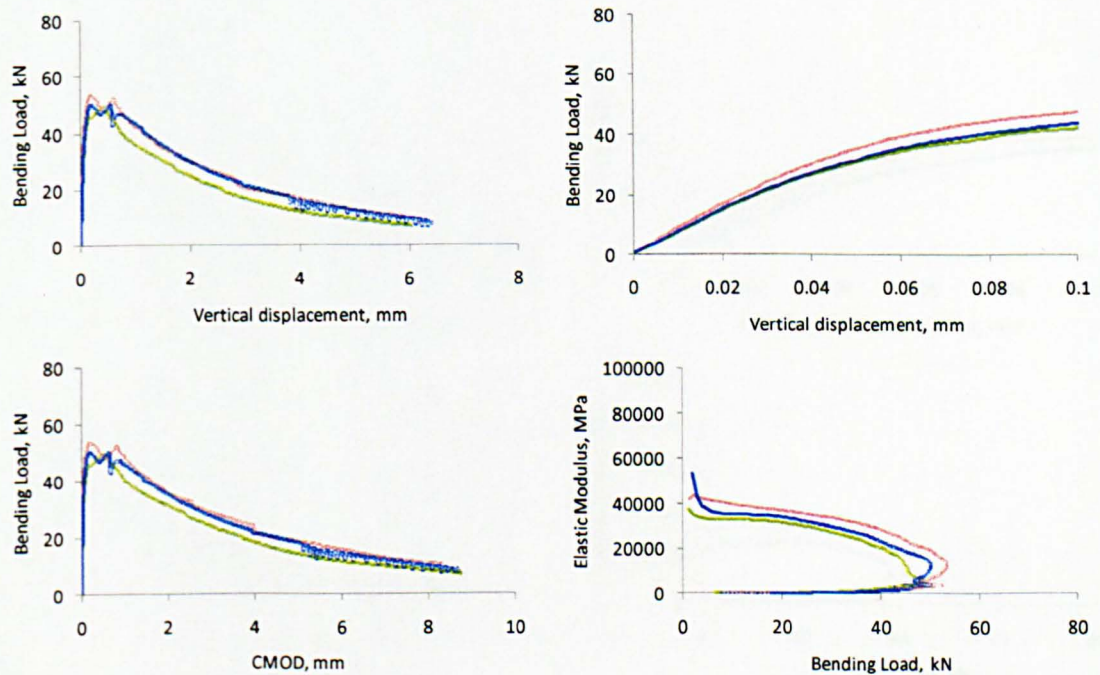 80
60
40
20
0
Bending Load, kN
0 2 4 6 8
Vertical displacement, mm
80
60
40
20
0
Bending Load, kN
0 0.02 0.04 0.06 0.08 0.1
Vertical displacement, mm
80
60
40
20
0
Bending Load, kN
0 2 4 6 8 10
CMOD, mm
100000
80000
60000
40000
20000
0
Elastic Modulus, MPa
0 20 40 60 80
Bending Load, kN